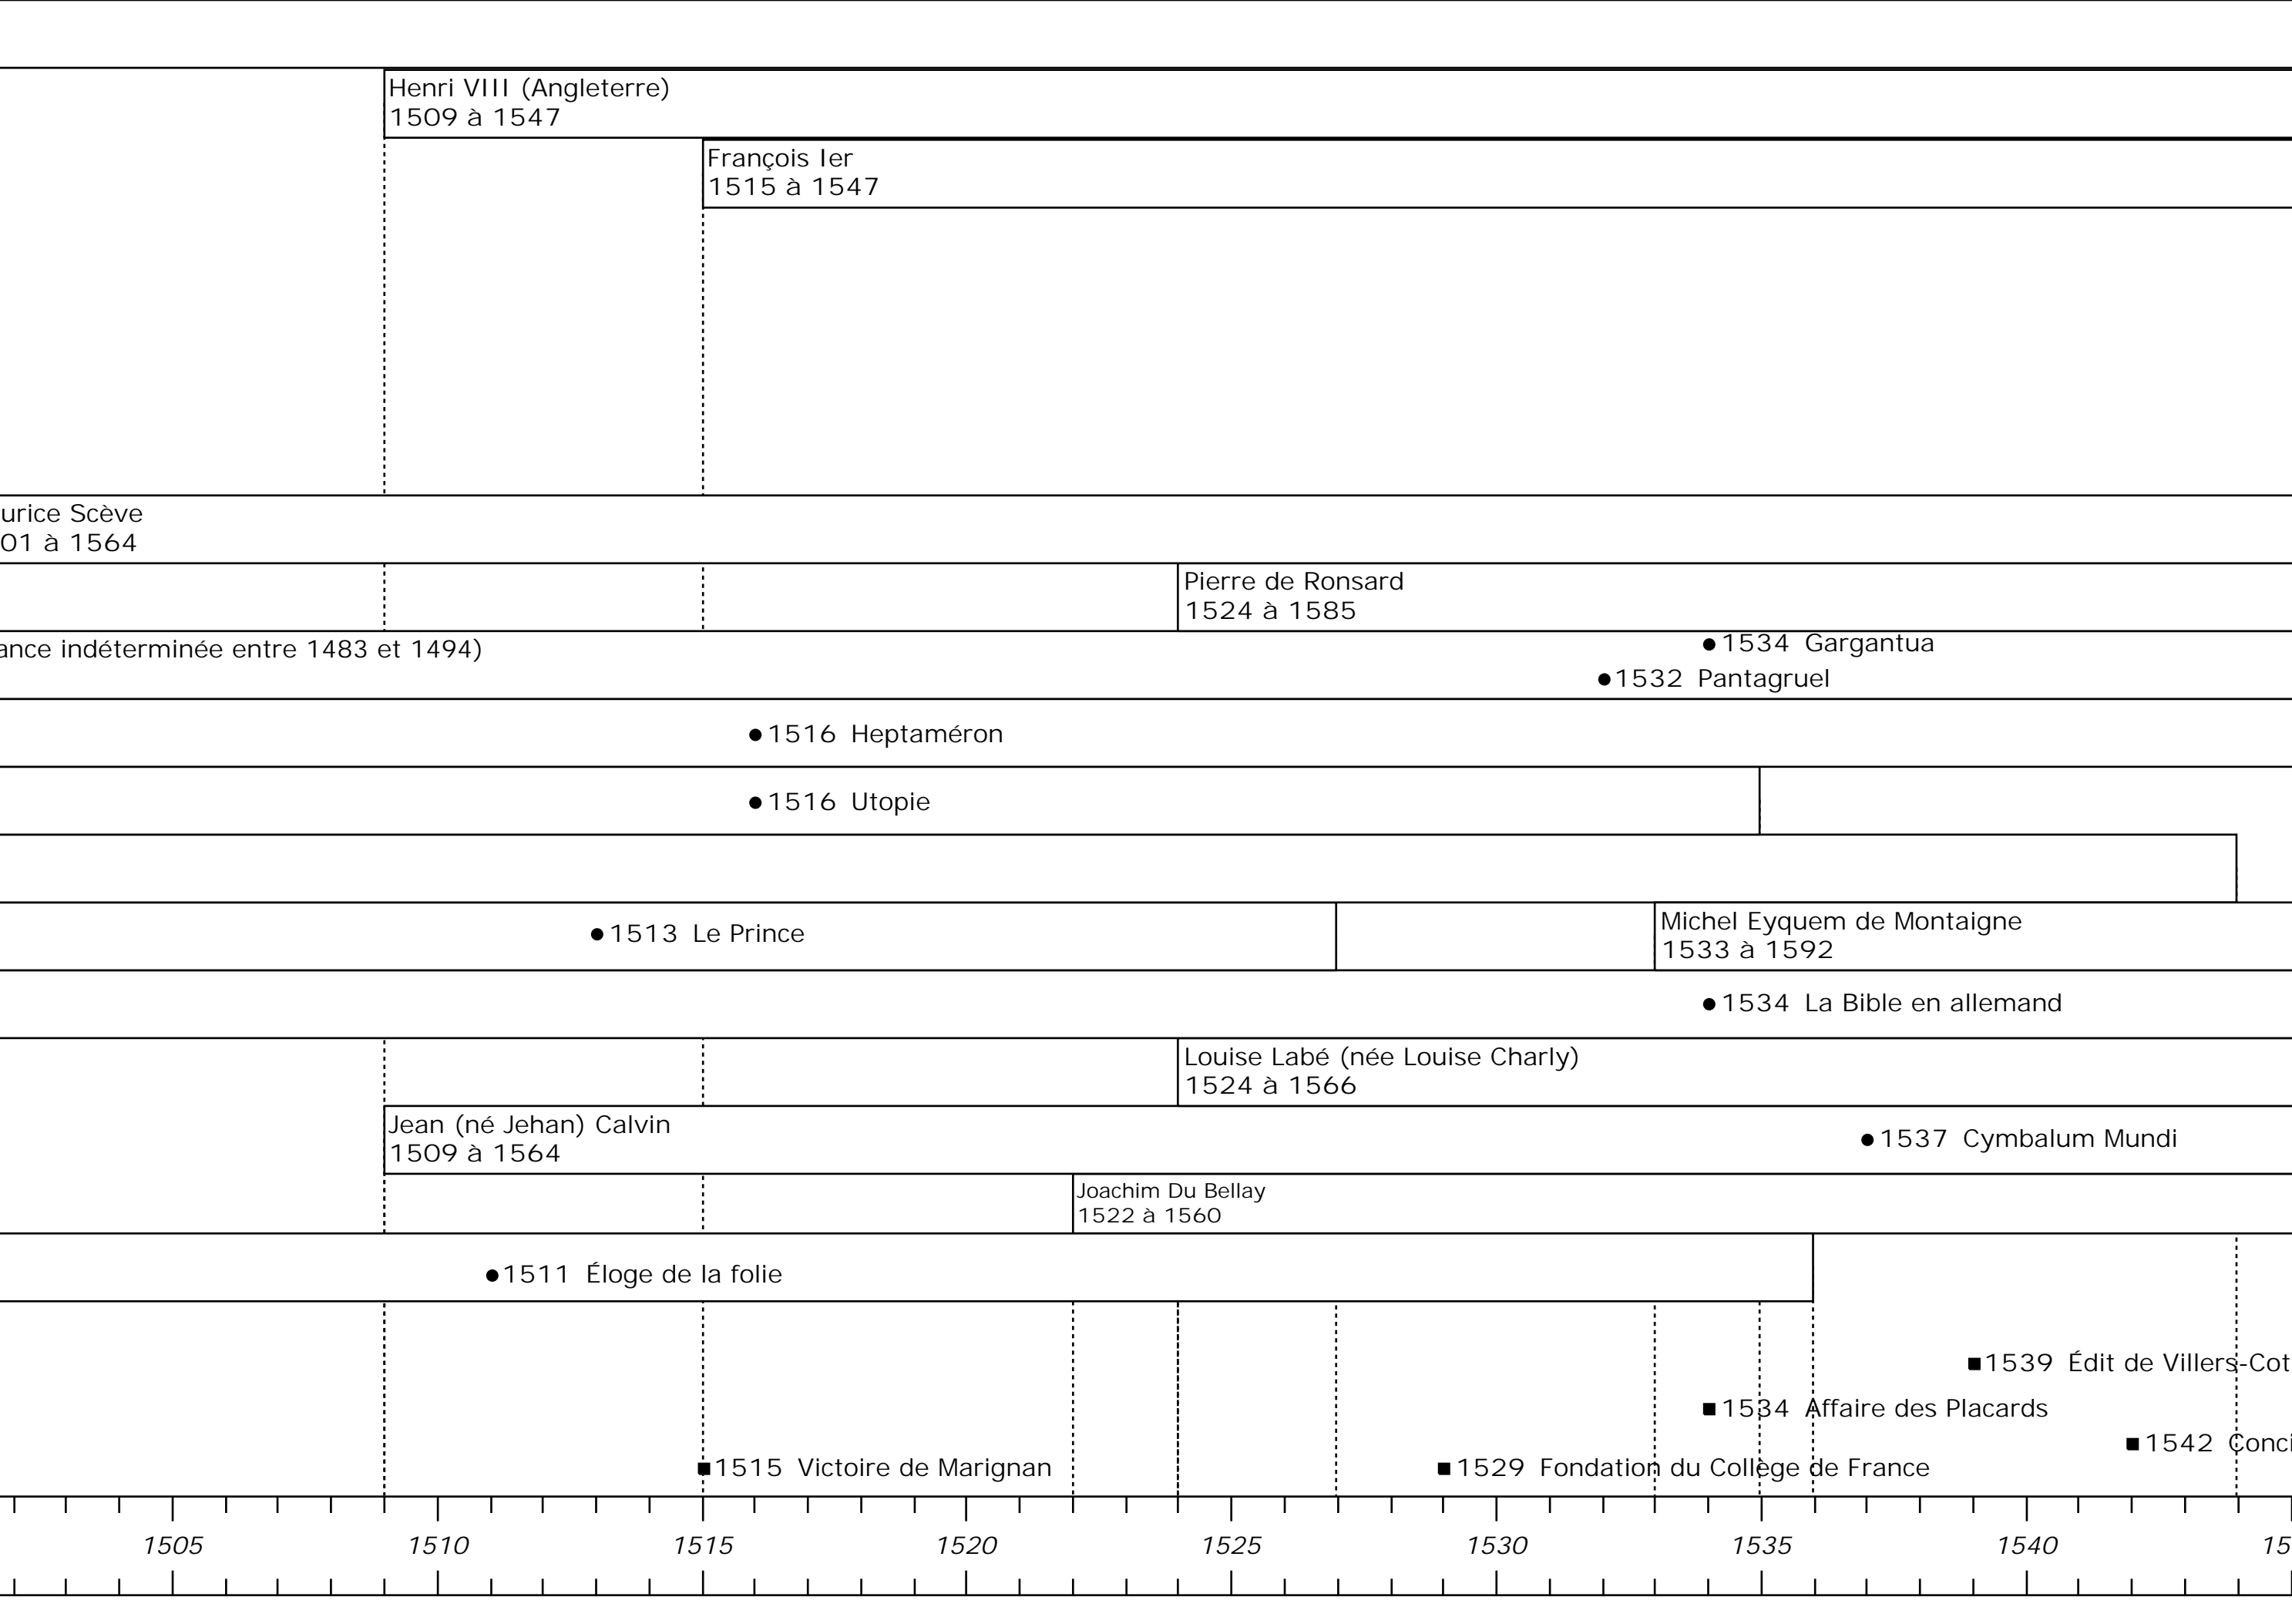 Henri VIII (Angleterre)
1509 à 1547
François Ier
1515 à 1547
urice Scève
01 à 1564
Pierre de Ronsard
1524 à 1585
ance indéterminée entre 1483 et 1494)
1534 Gargantua
1532 Pantagruel
1516 Heptaméron
1516 Utopie
1513 Le Prince
Michel Eyquem de Montaigne
1533 à 1592
1534 La Bible en allemand
Louise Labé (née Louise Charly)
1524 à 1566
Jean (né Jehan) Calvin
1509 à 1564
1537 Cymbalum Mundi
Joachim Du Bellay
1522 à 1560
1511 Éloge de la folie
1539 Édit de Villers-Cot
1534 Affaire des Placards
1542 Conci
1515 Victoire de Marignan
1529 Fondation du Collège de France
1505 1510 1515 1520 1525 1530 1535 1540 15